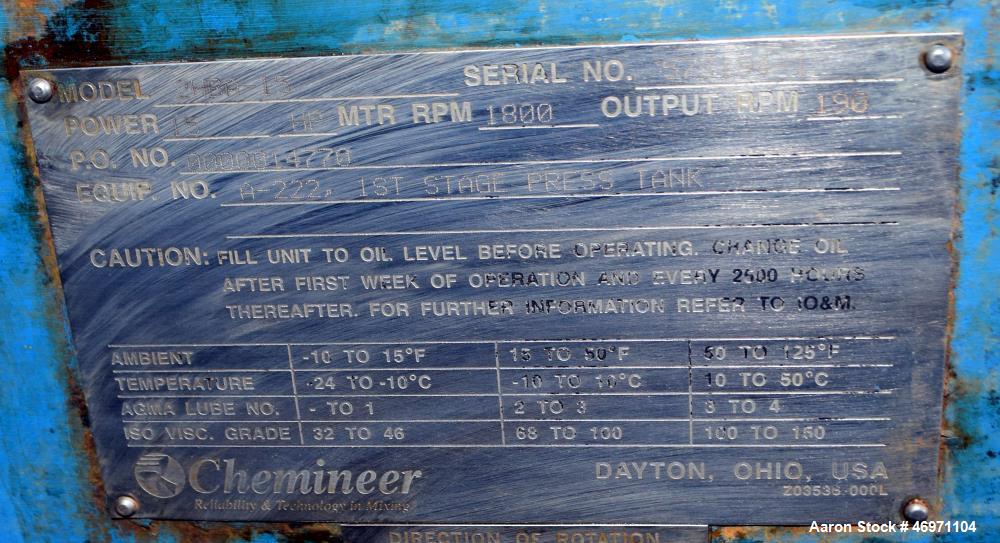 MODEL SERIAL NO.
POWER 15 HP MTR RPM 1800 OUTPUT RPM 190
P.O. NO. 0000014770
EQUIP. NO. A-222, 1ST STAGE PRESS TANK
CAUTION: FILL UNIT TO OIL LEVEL BEFORE OPERATING. CHANGE OIL
AFTER FIRST WEEK OF OPERATION AND EVERY 2500 HOURS
THEREAFTER. FOR FURTHER INFORMATION REFER TO IO&M.
AMBIENT -10 TO 15°F 15 TO 50°F 50 TO 125°F
TEMPERATURE -24 TO -10°C -10 TO 10°C 10 TO 50°C
AGMA LUBE NO. - TO 1 2 TO 3 3 TO 4
ISO VISC. GRADE 32 TO 46 68 TO 100 100 TO 150
Chemineer DAYTON, OHIO, USA
Reliability & Technology in Mixing Z03536-000L
DIRECTION OF ROTATION
Aaron Stock # 46971104